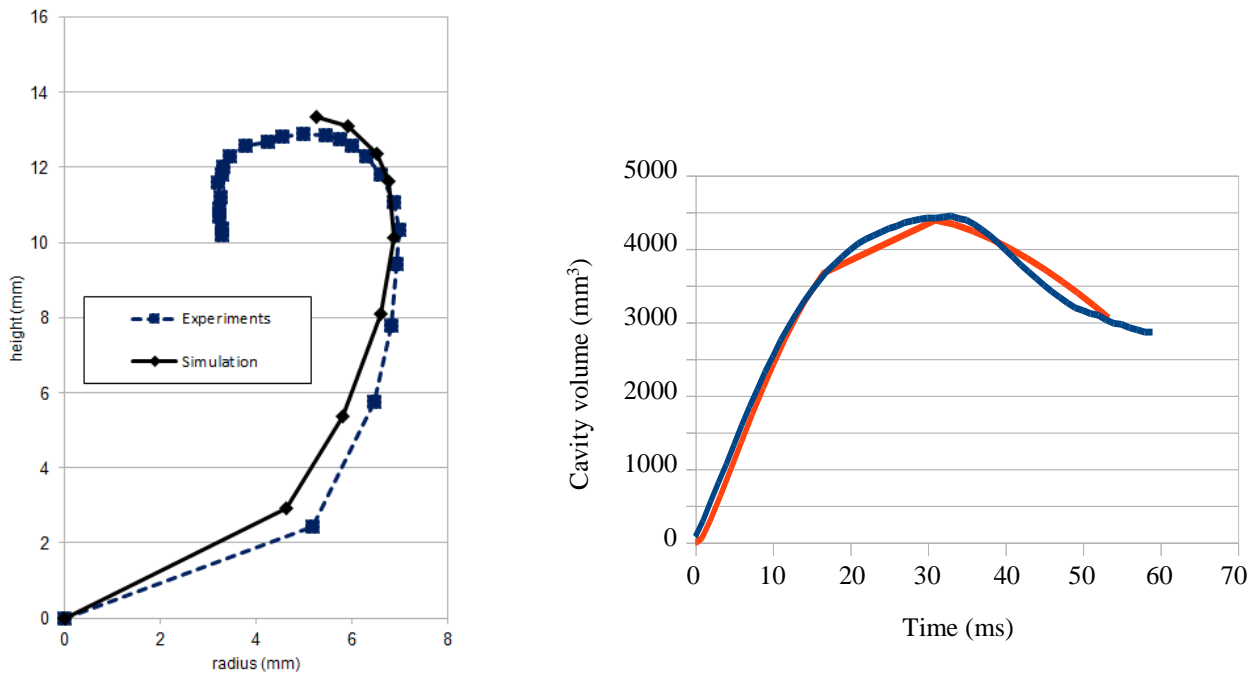 16
14
12
10
8
6
4
2
0
height (mm)
Experiments
Simulation
0 2 4 6 8
radius (mm)
5000
4000
3000
2000
1000
0
Cavity volume (mm³)
0 10 20 30 40 50 60 70
Time (ms)